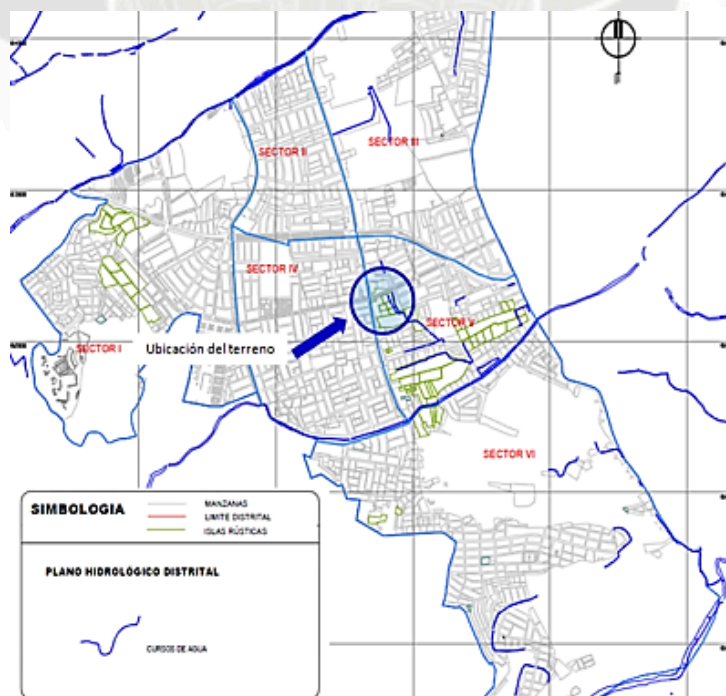 SECTOR II
SECTOR III
SECTOR IV
SECTOR V
Ubicación del terreno
SECTOR I
SECTOR VI
SIMBOLOGIA
MANZANAS
LIMITE DISTRITAL
ISLAS RÚSTICAS
PLANO HIDROLÓGICO DISTRITAL
CURSOS DE AGUA